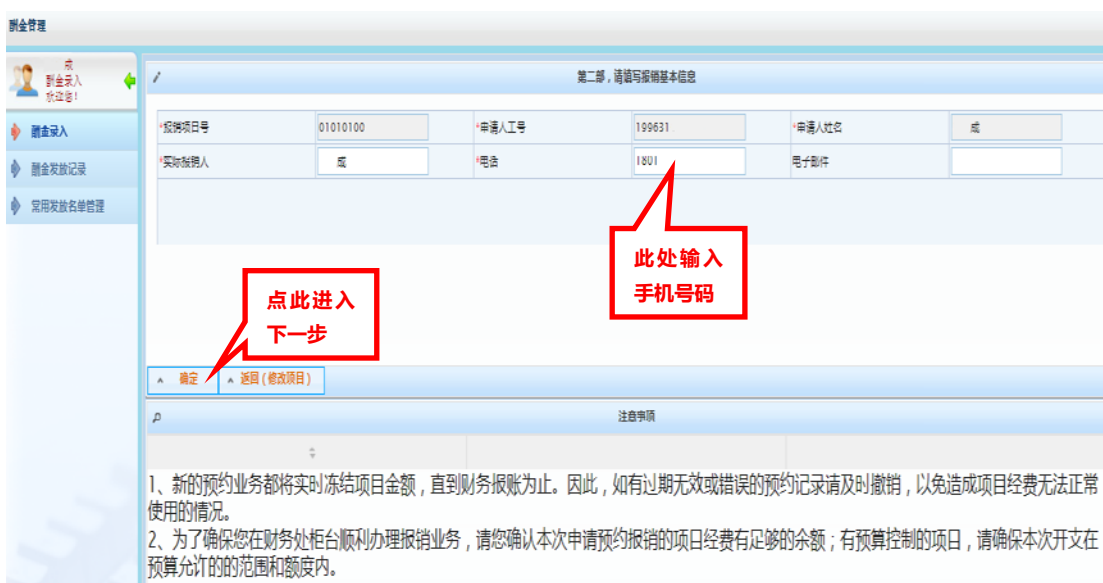 酬金管理
成
酬金录入
欢迎您！
酬金录入
酬金发放记录
常用发放名单管理
第二部，请填写报销基本信息
*报销项目号 01010100 *申请人工号 199631 *申请人姓名 成
*实际报销人 成 *电话 1801 电子邮件
此处输入
手机号码
点此进入
下一步
确定 返回（修改项目）
注意事项
1、新的预约业务都将实时冻结项目金额，直到财务报账为止。因此，如有过期无效或错误的预约记录请及时撤销，以免造成项目经费无法正常
使用的情况。
2、为了确保您在财务处柜台顺利办理报销业务，请您确认本次申请预约报销的项目经费有足够的余额；有预算控制的项目，请确保本次开支在
预算允许的的范围和额度内。